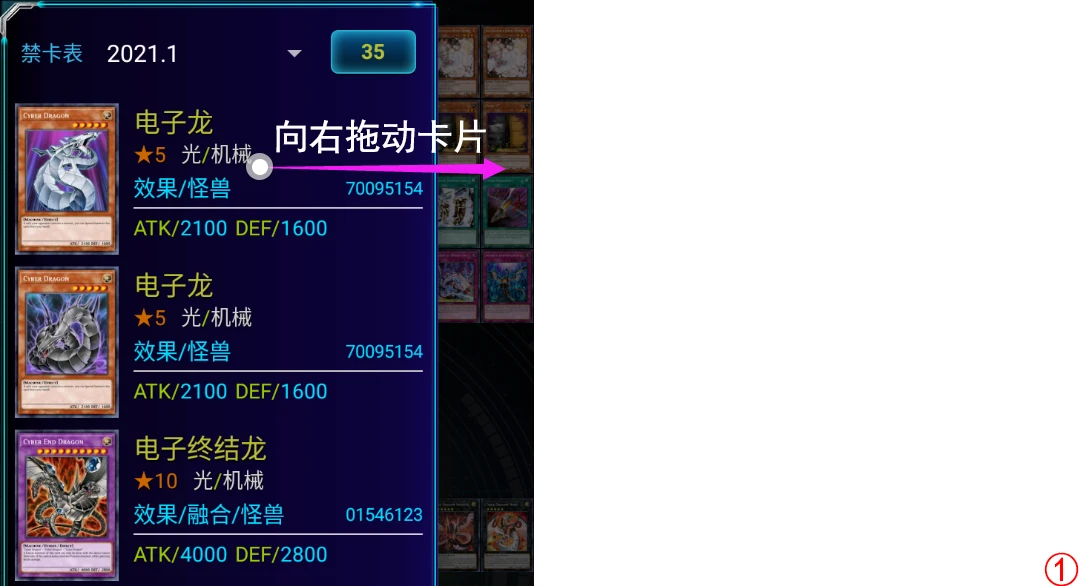 禁卡表 2021.1 35
CYBER DRAGON
电子龙
★5 光/机械
效果/怪兽 70095154
ATK/2100 DEF/1600
向右拖动卡片
CYBER DRAGON
电子龙
★5 光/机械
效果/怪兽 70095154
ATK/2100 DEF/1600
CYBER END DRAGON
电子终结龙
★10 光/机械
效果/融合/怪兽 01546123
ATK/4000 DEF/2800
①